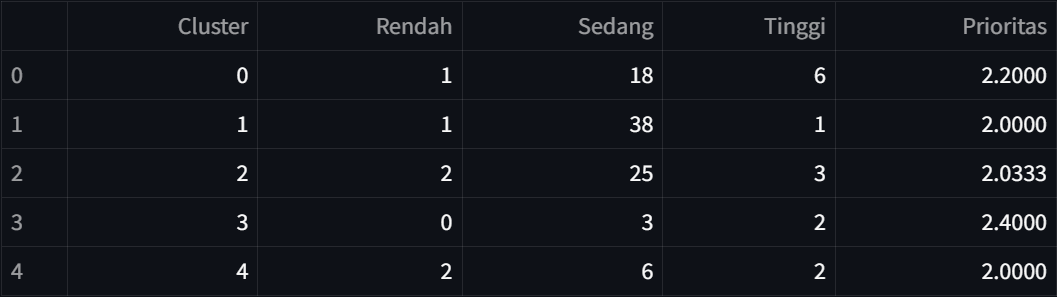 Cluster Rendah Sedang Tinggi Prioritas
0 0 1 18 6 2.2000
1 1 1 38 1 2.0000
2 2 2 25 3 2.0333
3 3 0 3 2 2.4000
4 4 2 6 2 2.0000